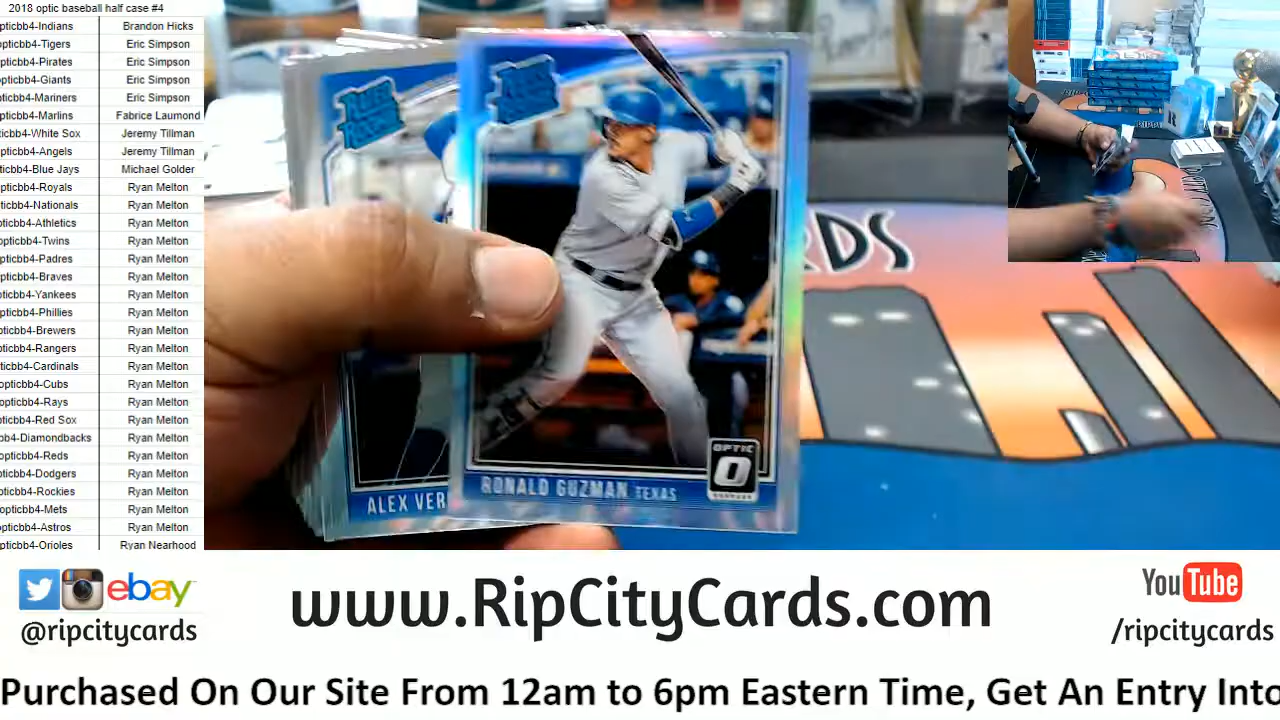 2018 optic baseball half case #4
pticbb4-Indians Brandon Hicks
opticbb4-Tigers Eric Simpson
opticbb4-Pirates Eric Simpson
opticbb4-Giants Eric Simpson
pticbb4-Mariners Eric Simpson
pticbb4-Marlins Fabrice Laumond
ticbb4-White Sox Jeremy Tillman
pticbb4-Angels Jeremy Tillman
ticbb4-Blue Jays Michael Golder
pticbb4-Royals Ryan Melton
ticbb4-Nationals Ryan Melton
ticbb4-Athletics Ryan Melton
opticbb4-Twins Ryan Melton
pticbb4-Padres Ryan Melton
pticbb4-Braves Ryan Melton
pticbb4-Yankees Ryan Melton
pticbb4-Phillies Ryan Melton
pticbb4-Brewers Ryan Melton
pticbb4-Rangers Ryan Melton
ticbb4-Cardinals Ryan Melton
opticbb4-Cubs Ryan Melton
opticbb4-Rays Ryan Melton
pticbb4-Red Sox Ryan Melton
bb4-Diamondbacks Ryan Melton
opticbb4-Reds Ryan Melton
pticbb4-Dodgers Ryan Melton
pticbb4-Rockies Ryan Melton
opticbb4-Mets Ryan Melton
pticbb4-Astros Ryan Melton
pticbb4-Orioles Ryan Nearhood
RDS
OPTIC
ALEX VER
RONALD GUZMAN TEXAS
ebay
@ripcitycards
www.RipCityCards.com
YouTube
/ripcitycards
Purchased On Our Site From 12am to 6pm Eastern Time, Get An Entry Into